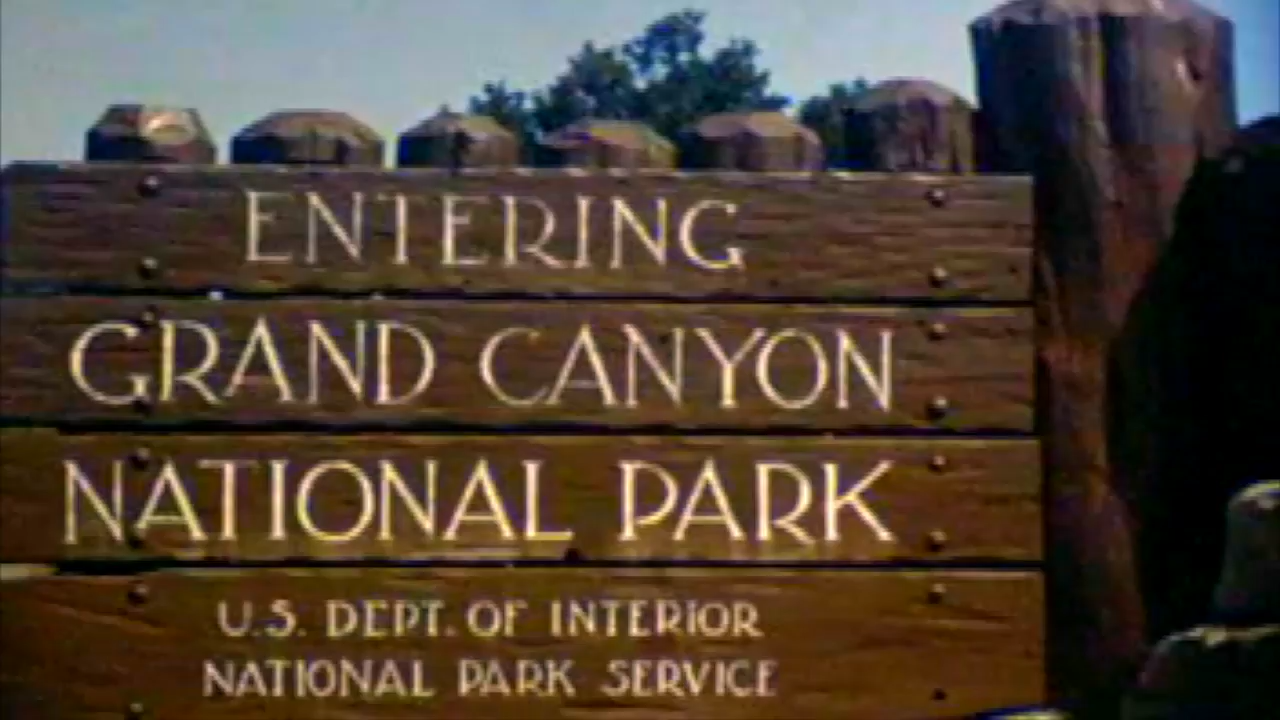 ENTERING
GRAND CANYON
NATIONAL PARK
U.S. DEPT. OF INTERIOR
NATIONAL PARK SERVICE